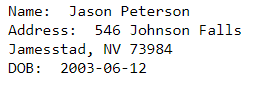 Name:  Jason Peterson
Address:  546 Johnson Falls
Jamesstad, NV 73984
DOB:  2003-06-12